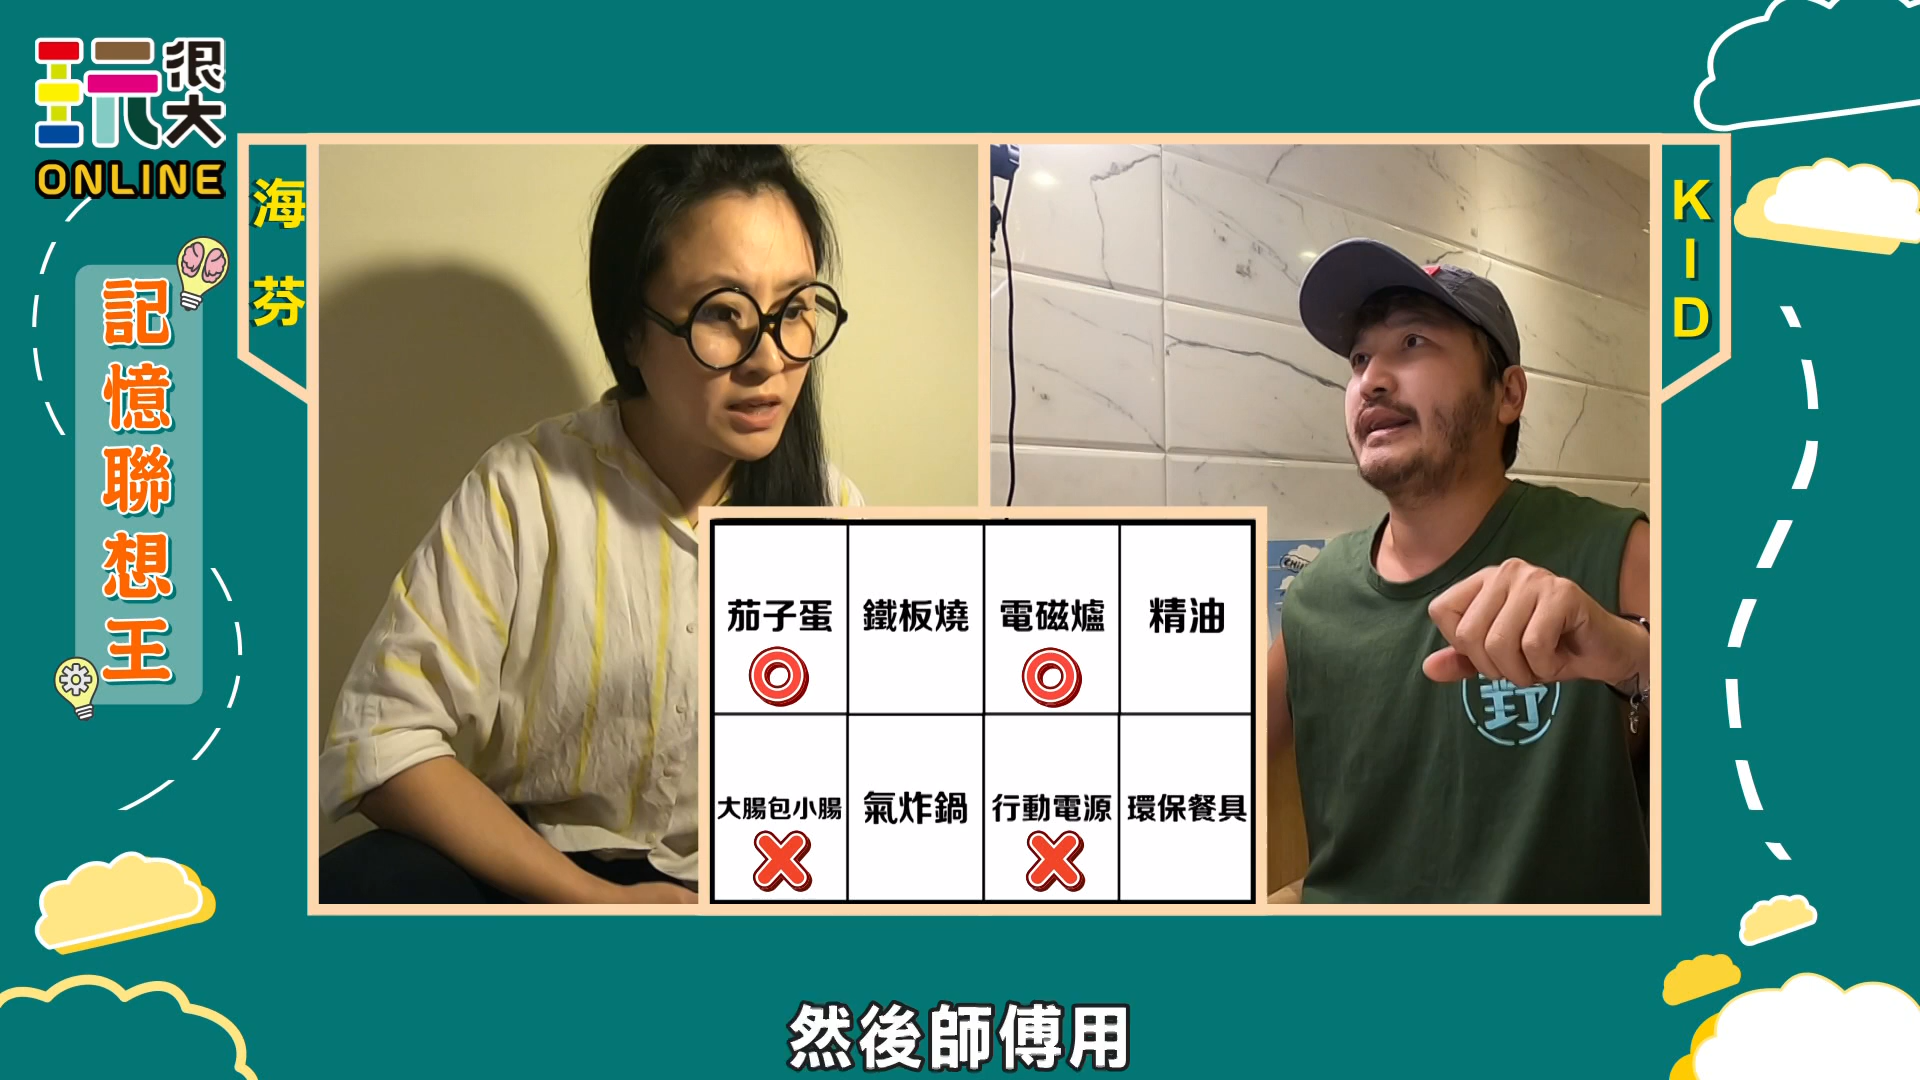 玩很大
ONLINE
記憶聯想王
海芬
KID
茄子蛋
鐵板燒
電磁爐
精油
大腸包小腸
氣炸鍋
行動電源
環保餐具
野
然後師傅用